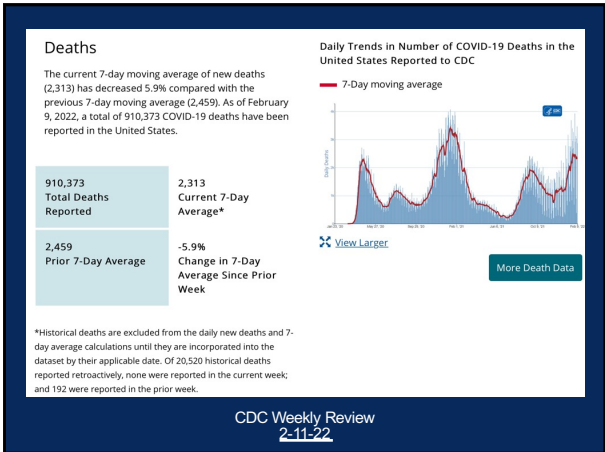 Deaths
The current 7-day moving average of new deaths
(2,313) has decreased 5.9% compared with the
previous 7-day moving average (2,459). As of February
9, 2022, a total of 910,373 COVID-19 deaths have been
reported in the United States.
910,373
Total Deaths
Reported
2,313
Current 7-Day
Average*
2,459
Prior 7-Day Average
-5.9%
Change in 7-Day
Average Since Prior
Week
*Historical deaths are excluded from the daily new deaths and 7-
day average calculations until they are incorporated into the
dataset by their applicable date. Of 20,520 historical deaths
reported retroactively, none were reported in the current week;
and 192 were reported in the prior week.
Daily Trends in Number of COVID-19 Deaths in the
United States Reported to CDC
7-Day moving average
Daily Deaths
View Larger
More Death Data
CDC Weekly Review
2-11-22